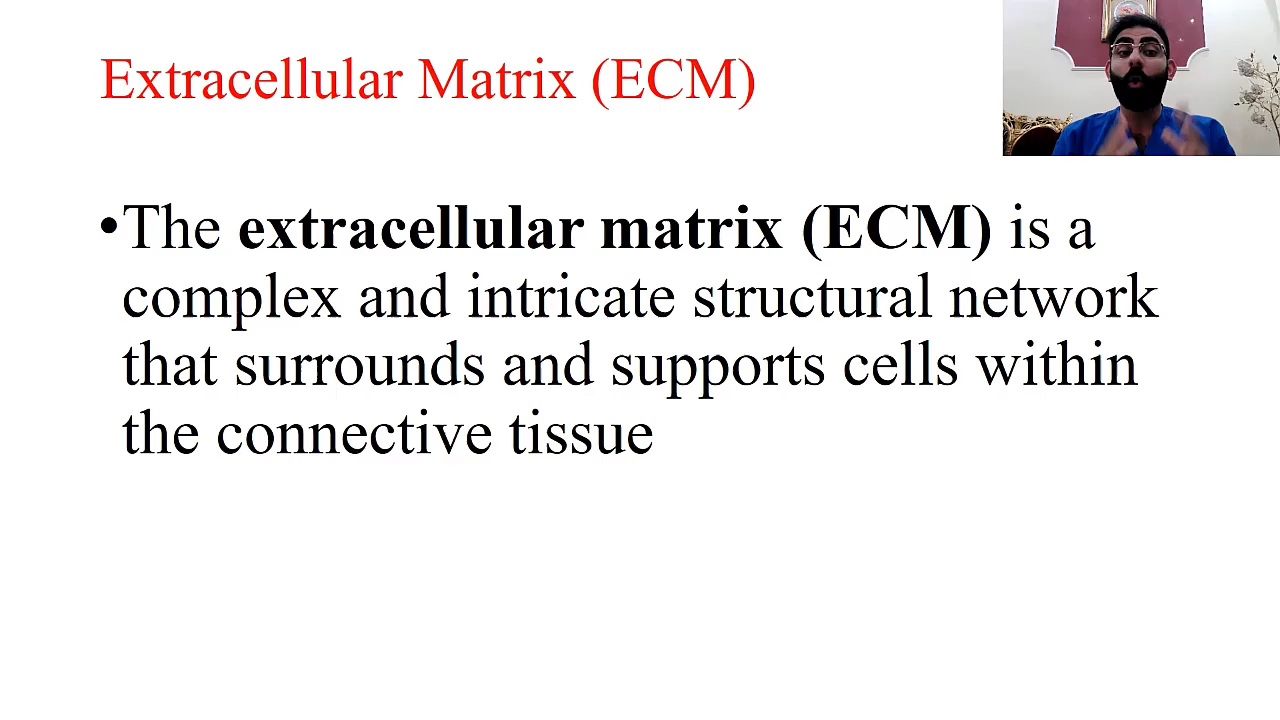 Extracellular Matrix (ECM)
•The extracellular matrix (ECM) is a
complex and intricate structural network
that surrounds and supports cells within
the connective tissue